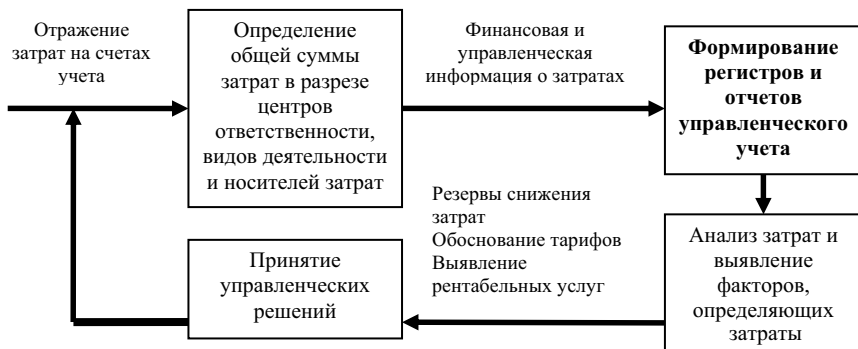 Отражение
затрат на счетах
учета
Определение
общей суммы
затрат в разрезе
центров
ответственности,
видов деятельности
и носителей затрат
Финансовая и
управленческая
информация о затратах
Формирование
регистров и
отчетов
управленческого
учета
Резервы снижения
затрат
Обоснование тарифов
Выявление
рентабельных услуг
Принятие
управленческих
решений
Анализ затрат и
выявление
факторов,
определяющих
затраты